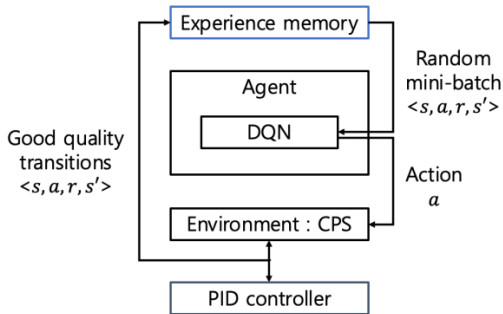 Experience memory
Random
mini-batch
<s, a, r, s′>
Agent
DQN
Good quality
transitions
<s, a, r, s′>
Action
a
Environment : CPS
PID controller